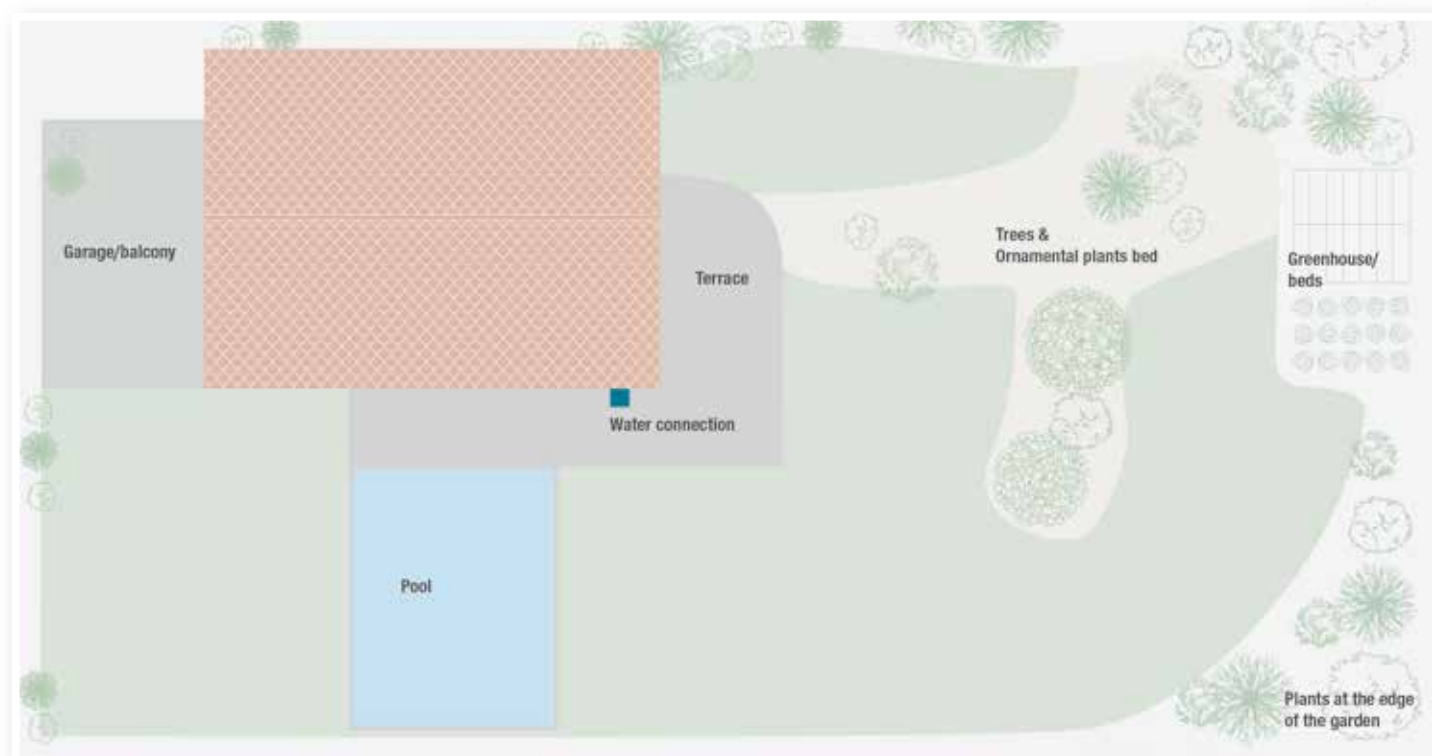 Garage/balcony
Terrace
Trees &
Ornamental plants bed
Greenhouse/
beds
Water connection
Pool
Plants at the edge
of the garden